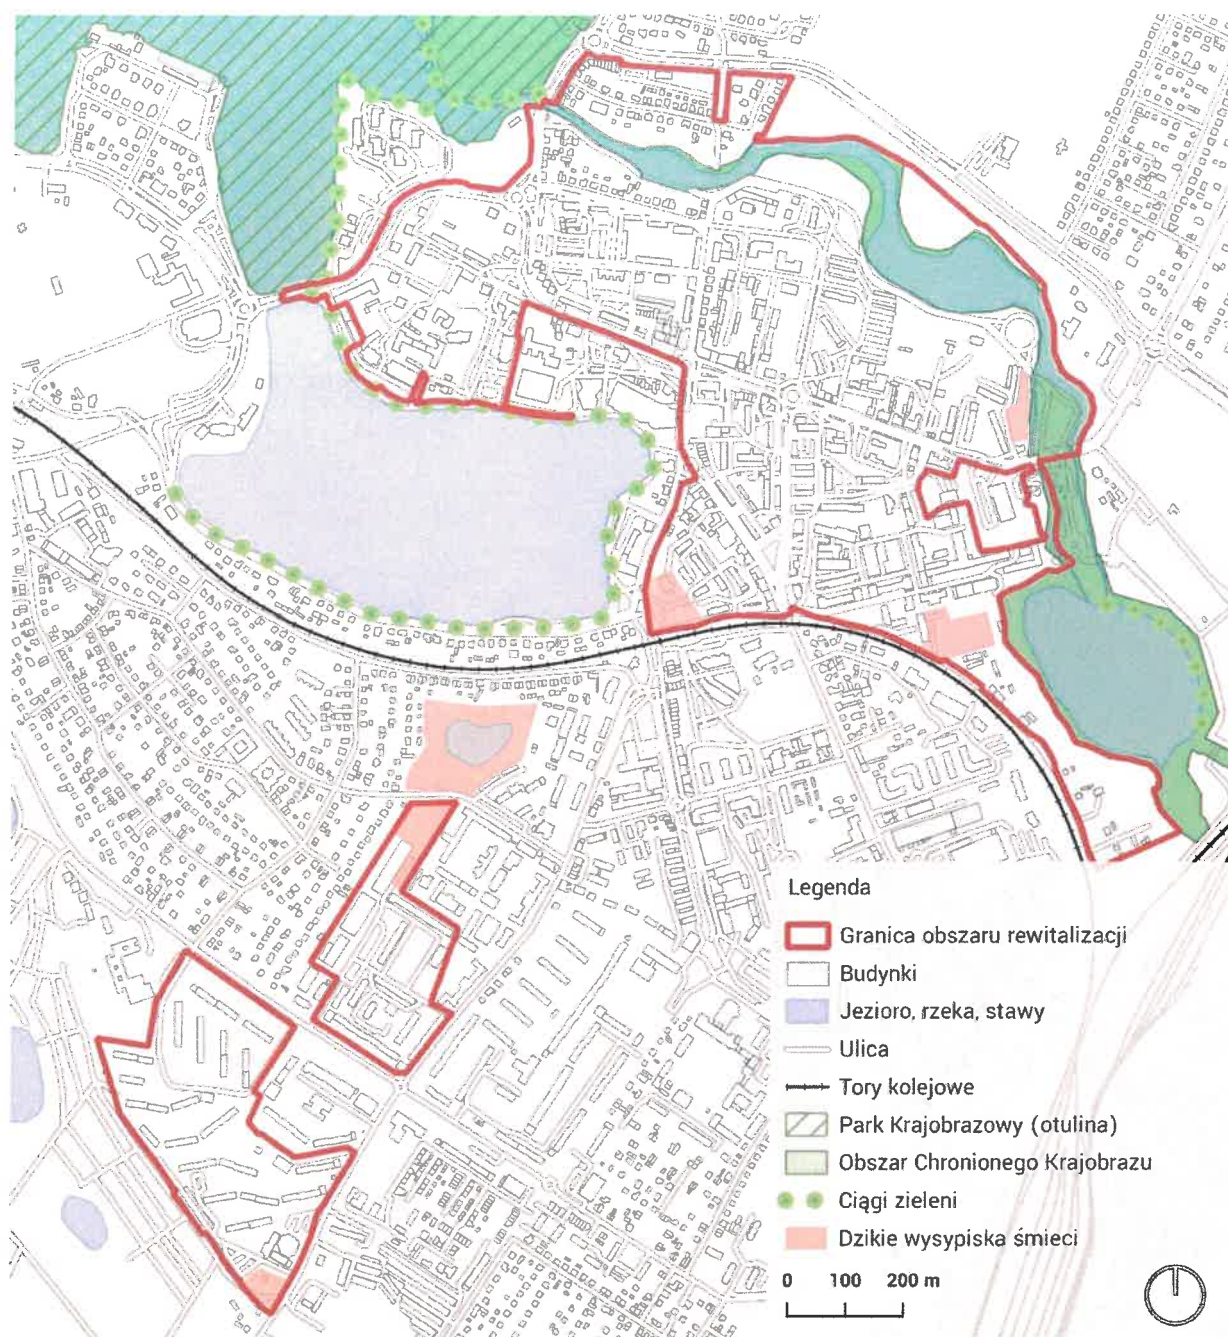 Legenda
Granica obszaru rewitalizacji
Budynki
Jezioro, rzeka, stawy
Ulica
Tory kolejowe
Park Krajobrazowy (otulina)
Obszar Chronionego Krajobrazu
Ciągi zieleni
Dzikie wysypiska śmieci
0 100 200 m